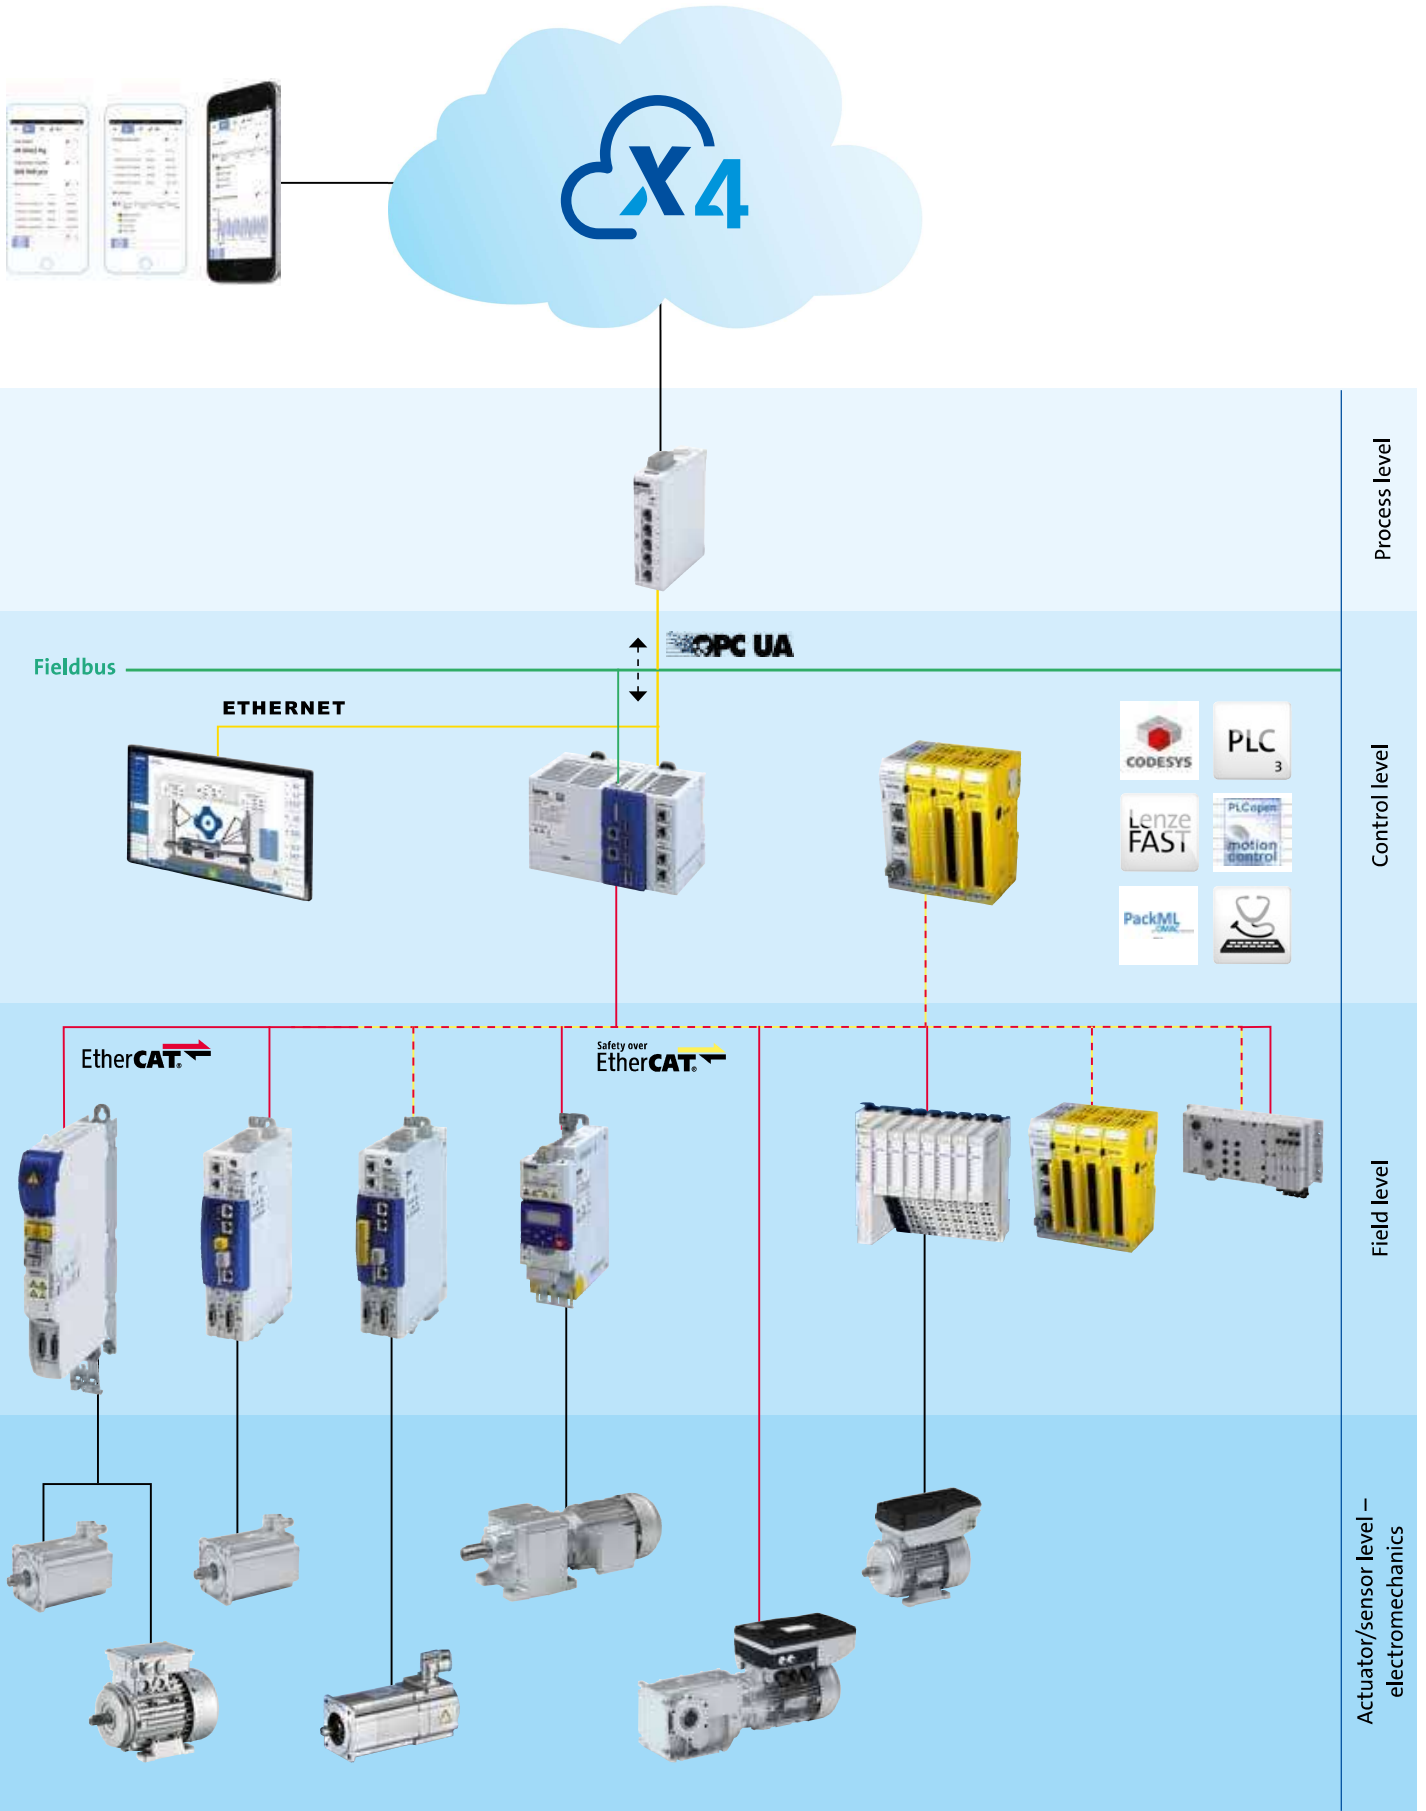 X4
Process level
OPC UA
Fieldbus
ETHERNET
CODESYS
PLC
3
Lenze
FAST
PLCopen
motion
control
PackML
OMAC
Control level
EtherCAT®
Safety over
EtherCAT®
Field level
Actuator/sensor level –
electromechanics